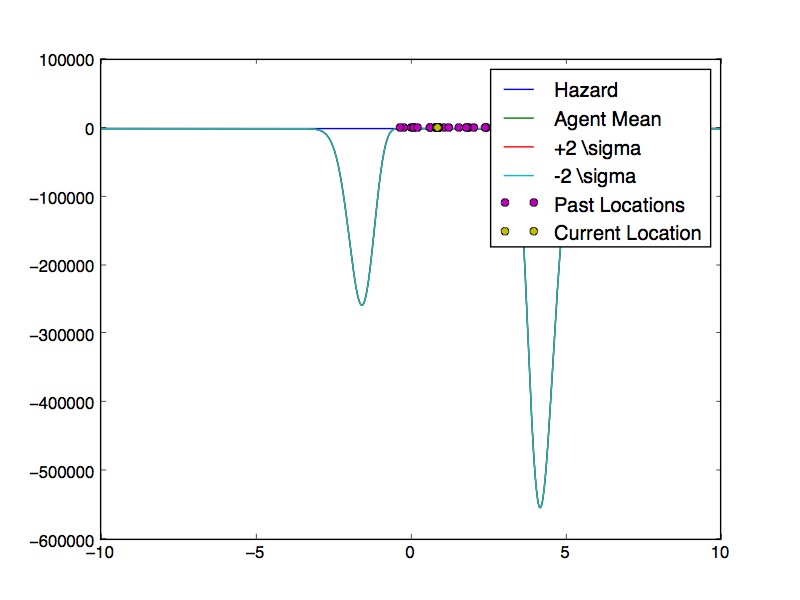 100000
0
−100000
−200000
−300000
−400000
−500000
−600000
−10
−5
0
5
10
Hazard
Agent Mean
+2 \sigma
-2 \sigma
Past Locations
Current Location